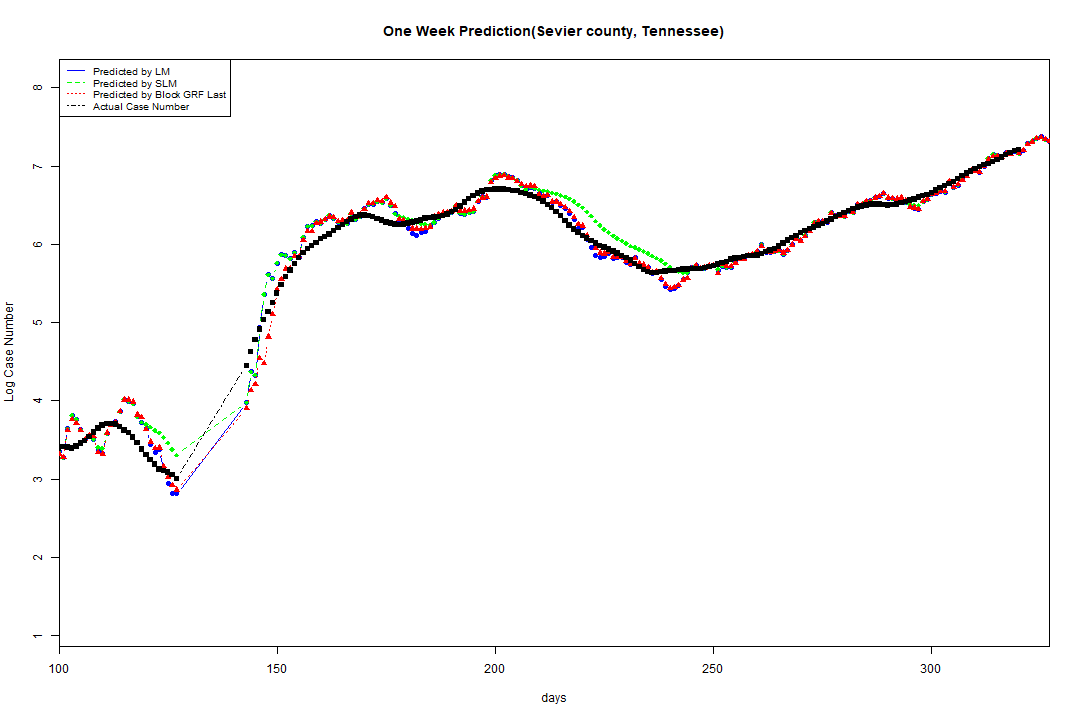 One Week Prediction(Sevier county, Tennessee)
Predicted by LM
Predicted by SLM
Predicted by Block GRF Last
Actual Case Number
8
7
6
5
4
3
2
1
Log Case Number
100 150 200 250 300
days